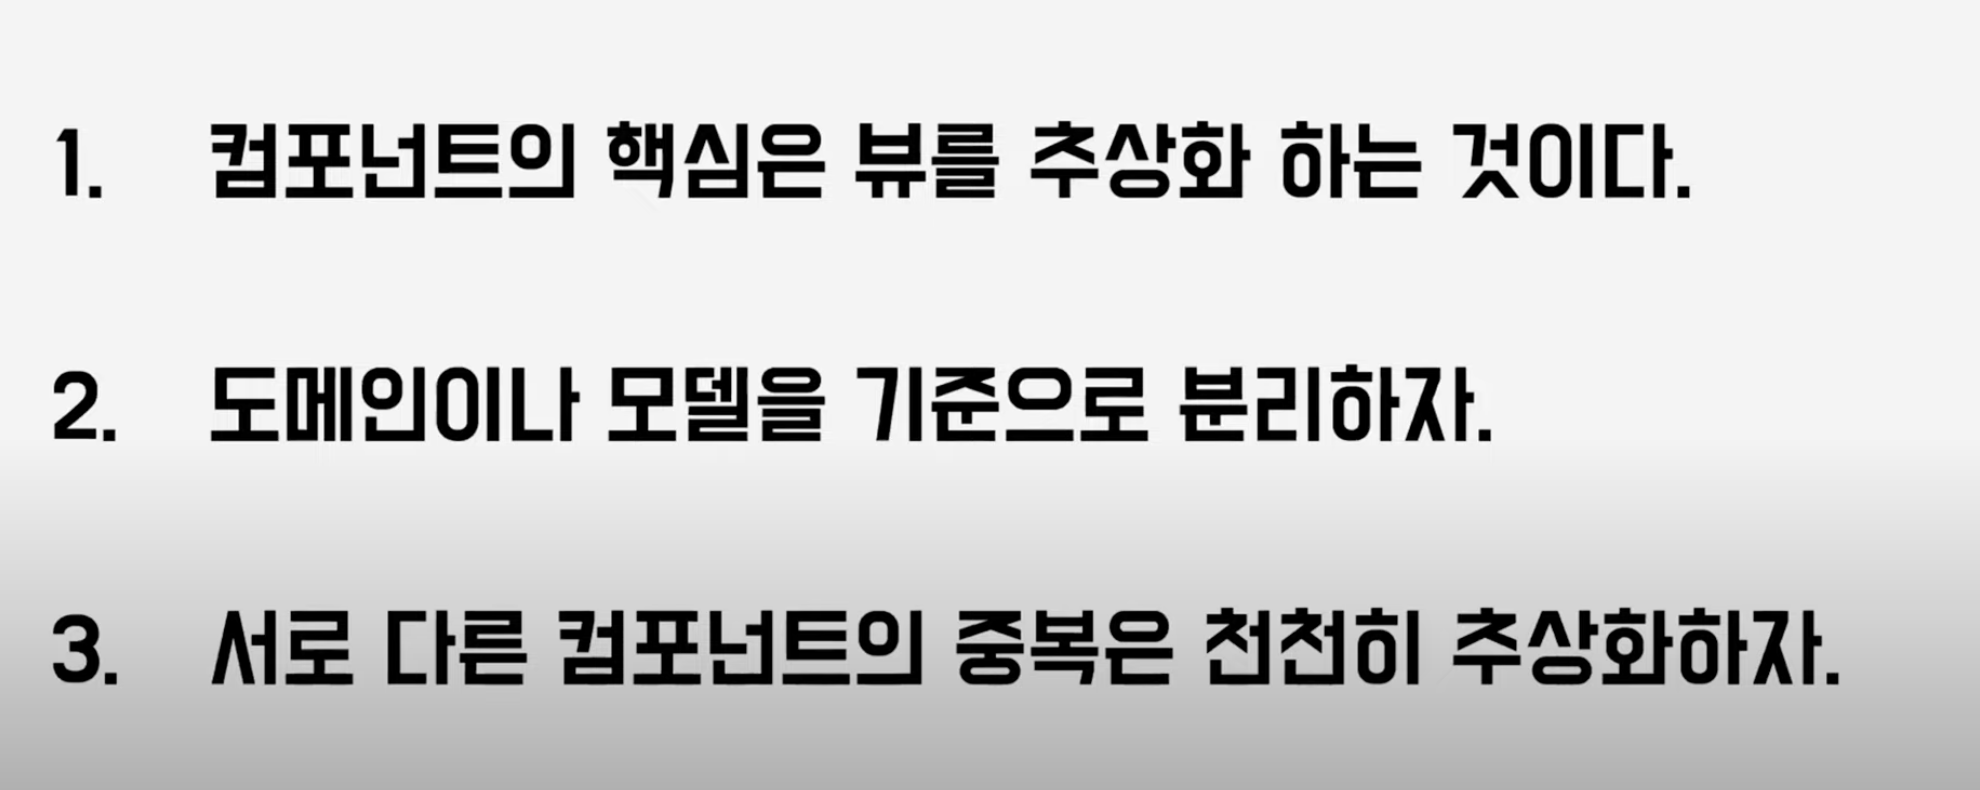 1. 컴포넌트의 핵심은 뷰를 추상화 하는 것이다.
2. 도메인이나 모델을 기준으로 분리하자.
3. 서로 다른 컴포넌트의 중복은 천천히 추상화하자.